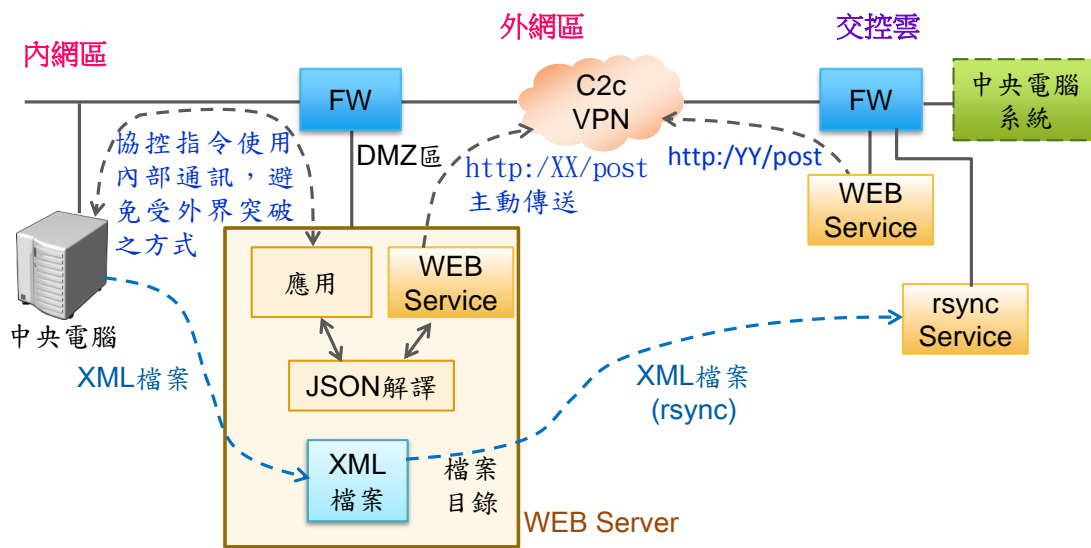 內網區
外網區
交控雲
FW
C2c
VPN
FW
中央電腦
系統
協控指令使用
內部通訊，避
免受外界突破
之方式
DMZ區
http:/XX/post
主動傳送
http:/YY/post
WEB
Service
中央電腦
應用
WEB
Service
rsync
Service
JSON解譯
XML檔案
XML檔案
(rsync)
XML
檔案
檔案
目錄
WEB Server